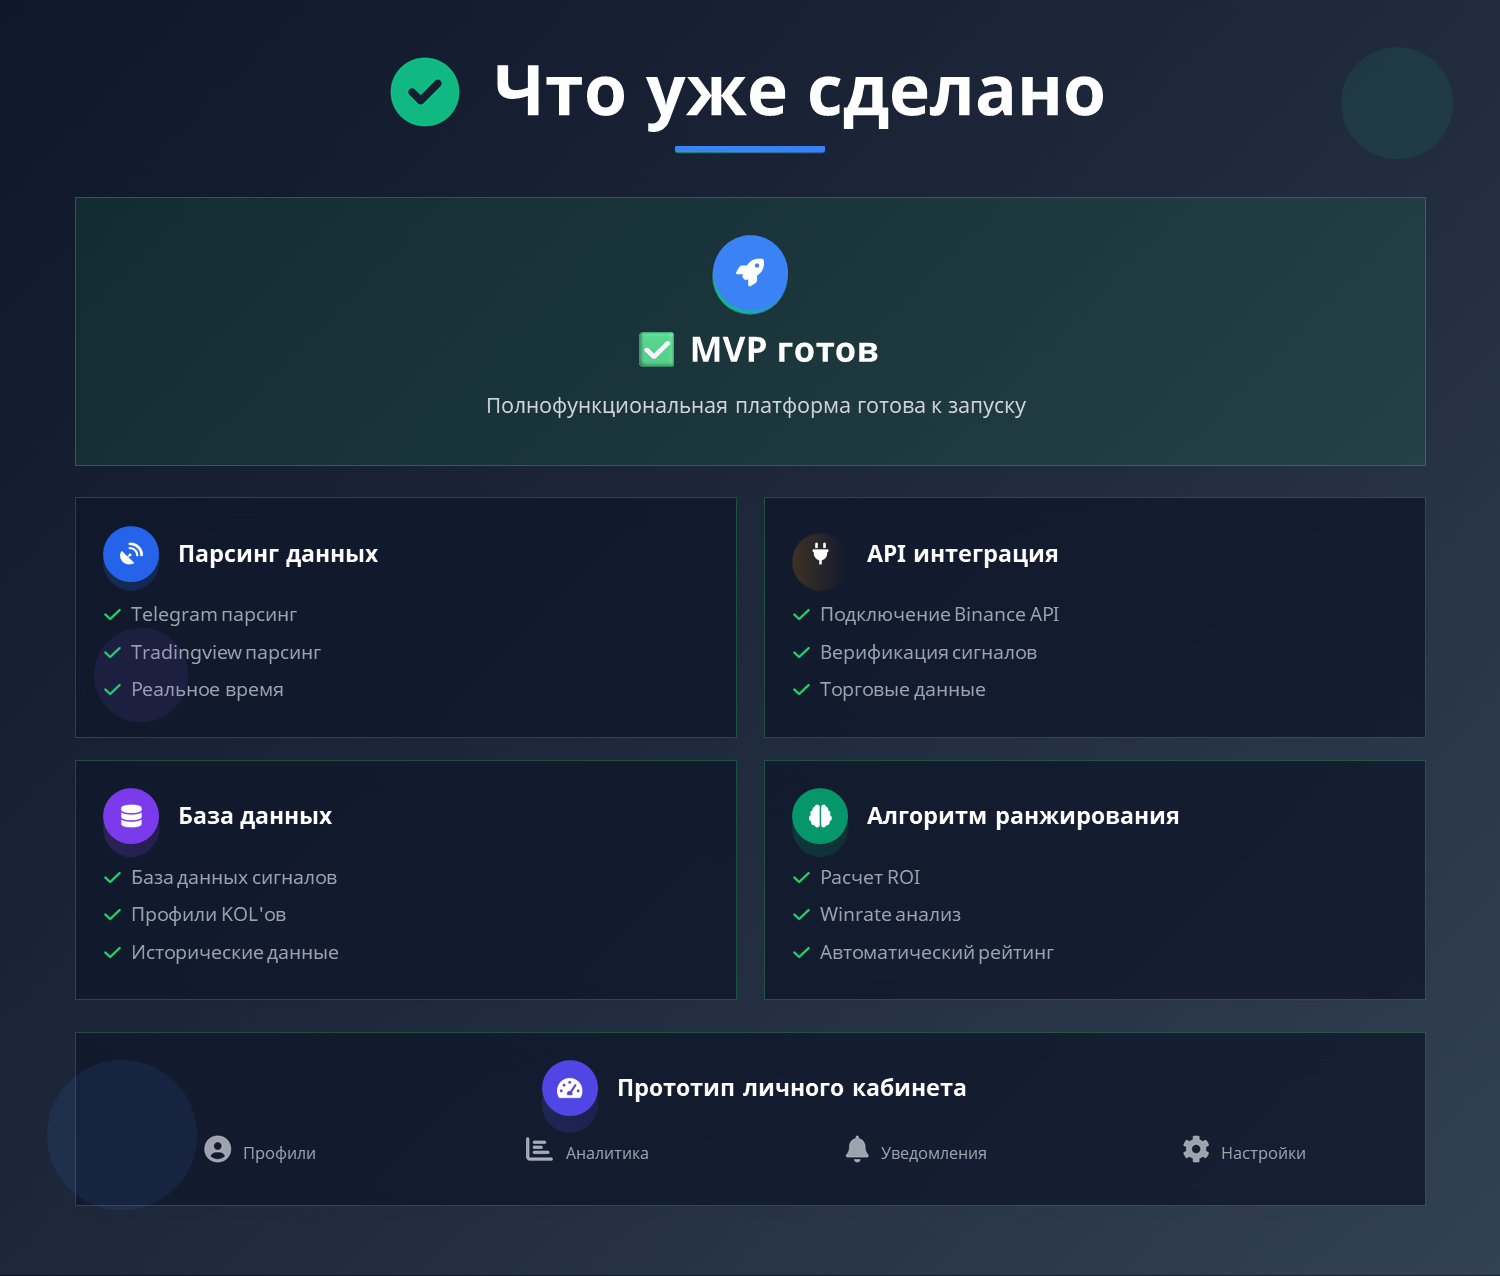 Что уже сделано
✅ MVP готов
Полнофункциональная платформа готова к запуску
Парсинг данных
Telegram парсинг
Tradingview парсинг
Реальное время
API интеграция
Подключение Binance API
Верификация сигналов
Торговые данные
База данных
База данных сигналов
Профили KOL'ов
Исторические данные
Алгоритм ранжирования
Расчет ROI
Winrate анализ
Автоматический рейтинг
Прототип личного кабинета
Профили
Аналитика
Уведомления
Настройки